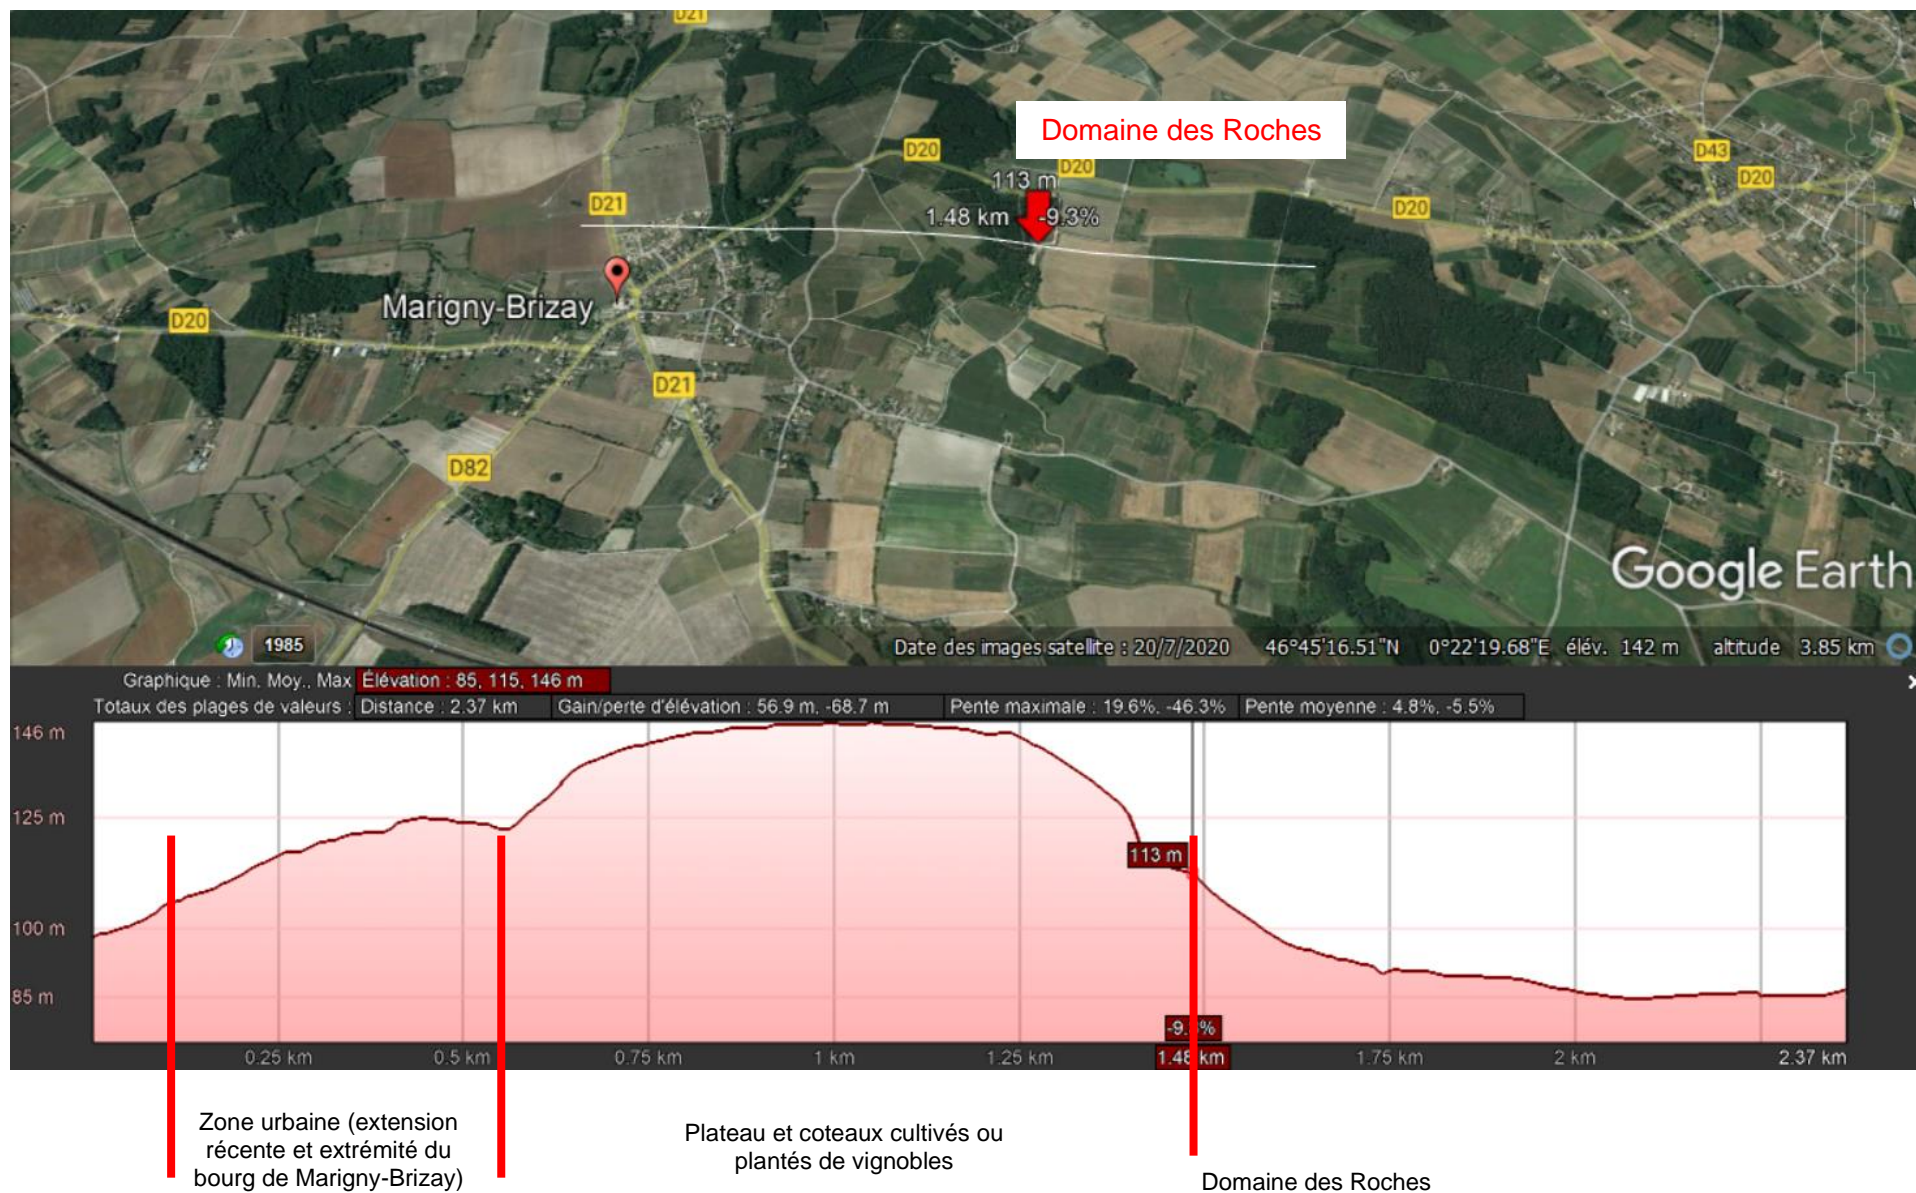 D21
Domaine des Roches
D20
D20
D43
D20
113 m
D21
D20
1.48 km
-9.3%
Marigny-Brizay
D20
D21
D82
Google Earth
1985
Date des images satellite : 20/7/2020 46°45'16.51"N 0°22'19.68"E élév. 142 m altitude 3.85 km
Graphique : Min. Moy., Max Élévation : 85, 115, 146 m
Totaux des plages de valeurs : Distance : 2.37 km Gain/perte d'élévation : 56.9 m, -68.7 m Pente maximale : 19.6%, -46.3% Pente moyenne : 4.8%, -5.5%
146 m
125 m
113 m
100 m
85 m
0.25 km 0.5 km 0.75 km 1 km 1.25 km 1.48 km 1.75 km 2 km 2.37 km
Zone urbaine (extension
récente et extrémité du
bourg de Marigny-Brizay)
Plateau et coteaux cultivés ou
plantés de vignobles
Domaine des Roches